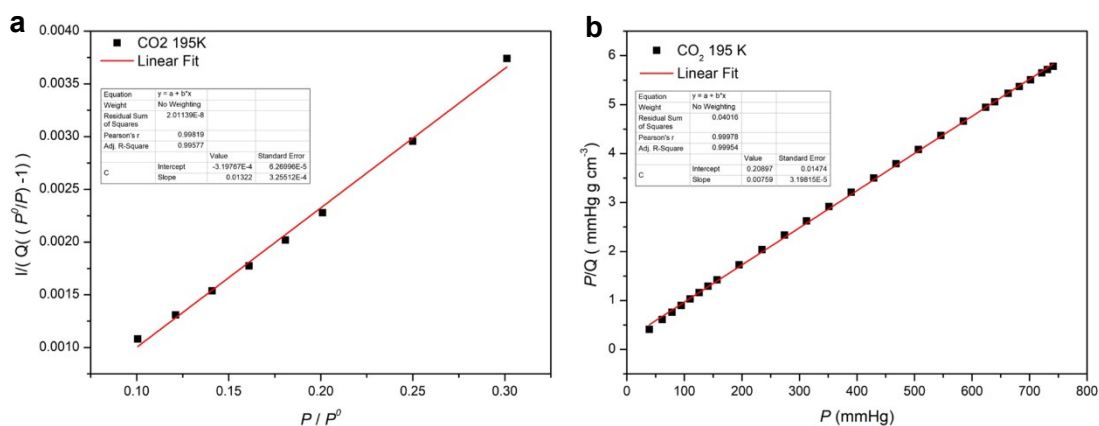 a
CO2 195K
Linear Fit
Equation y = a + b*x
Weight No Weighting
Residual Sum of Squares 2.01139E-8
Pearson's r 0.99819
Adj. R-Square 0.99577
Value Standard Error
C Intercept -3.19767E-4 6.26996E-5
Slope 0.01322 3.25512E-4
0.0040
0.0035
0.0030
0.0025
0.0020
0.0015
0.0010
I/( Q( ( P⁰/P) -1) )
0.10 0.15 0.20 0.25 0.30
P / P⁰
b
CO₂ 195 K
Linear Fit
Equation y = a + b*x
Weight No Weighting
Residual Sum of Squares 0.04016
Pearson's r 0.99978
Adj. R-Square 0.99954
Value Standard Error
C Intercept 0.20897 0.01474
Slope 0.00759 3.19815E-5
6
5
4
3
2
1
0
P/Q ( mmHg g cm⁻³)
0 100 200 300 400 500 600 700 800
P (mmHg)